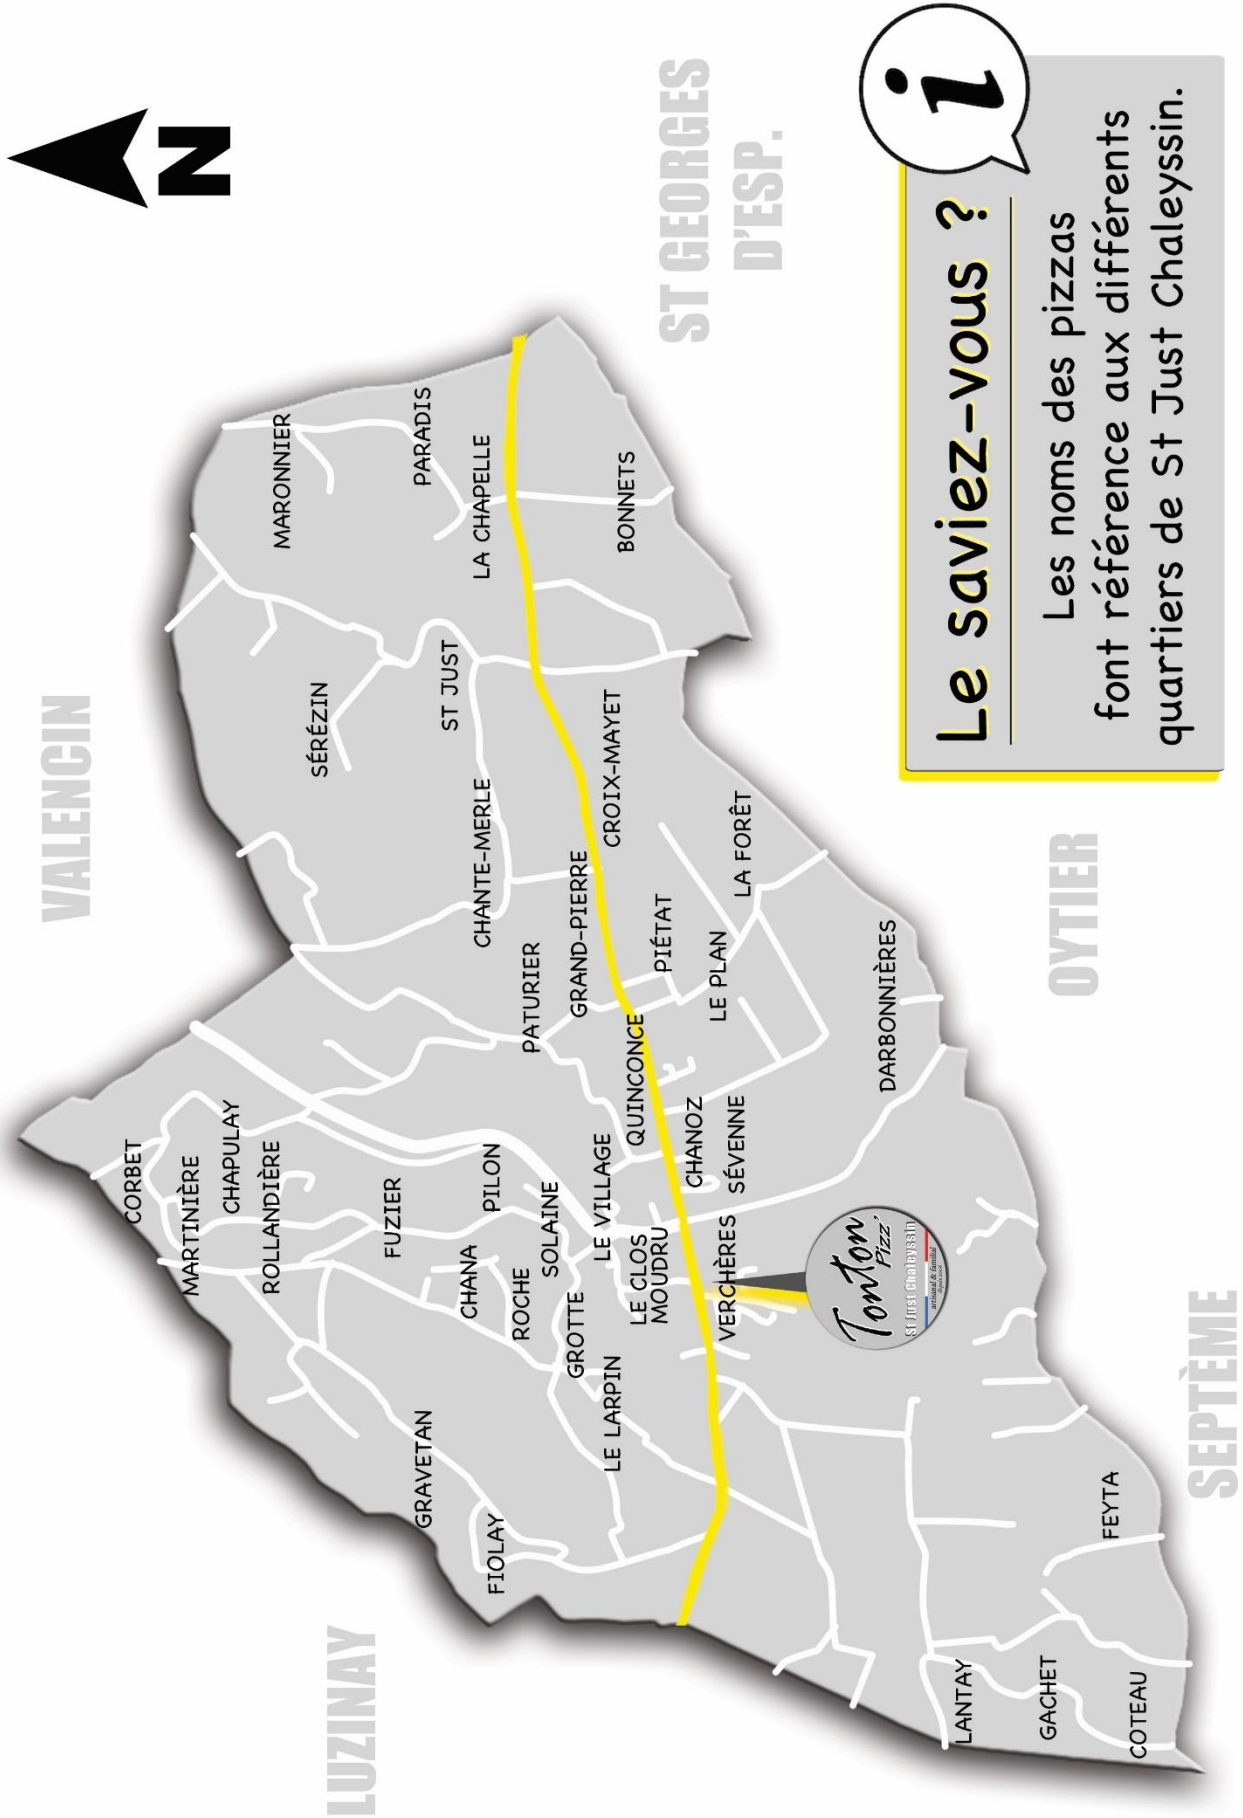 N
VALENCIN
LUZINAY
ST GEORGES
D'ESP.
OYTIER
SEPTÈME
CORBET
MARTINIÈRE
CHAPULAY
ROLLANDIÈRE
FUZIER
GRAVETAN
CHANA
PILON
FIOLAY
ROCHE
SOLAINE
GROTTE
LE VILLAGE
LE LARPIN
LE CLOS
MOUDRU
MARONNIER
SÉRÉZIN
PARADIS
ST JUST
LA CHAPELLE
CHANTE-MERLE
PATURIER
GRAND-PIERRE
CROIX-MAYET
BONNETS
QUINCONCE
PIÉTAT
CHANOZ
LE PLAN
LA FORÊT
VERCHÈRES
SÉVENNE
DARBONNIÈRES
LANTAY
GACHET
FEYTA
COTEAU
Tonton
Pizz'
St Just Chaleyssin
artisanal & familial
Le saviez-vous ?
i
Les noms des pizzas
font référence aux différents
quartiers de St Just Chaleyssin.